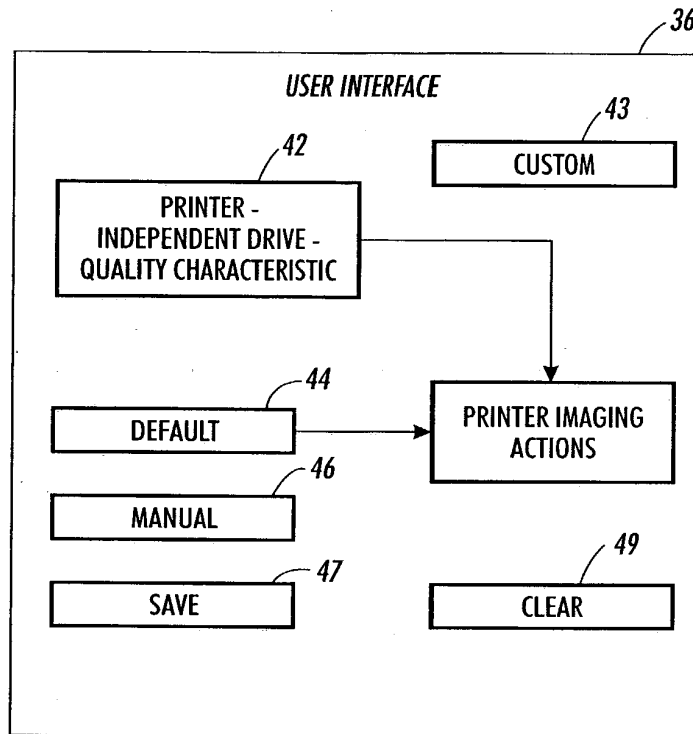 36
USER INTERFACE
43
CUSTOM
42
PRINTER -
INDEPENDENT DRIVE -
QUALITY CHARACTERISTIC
44
DEFAULT
PRINTER IMAGING
ACTIONS
46
MANUAL
47
SAVE
49
CLEAR